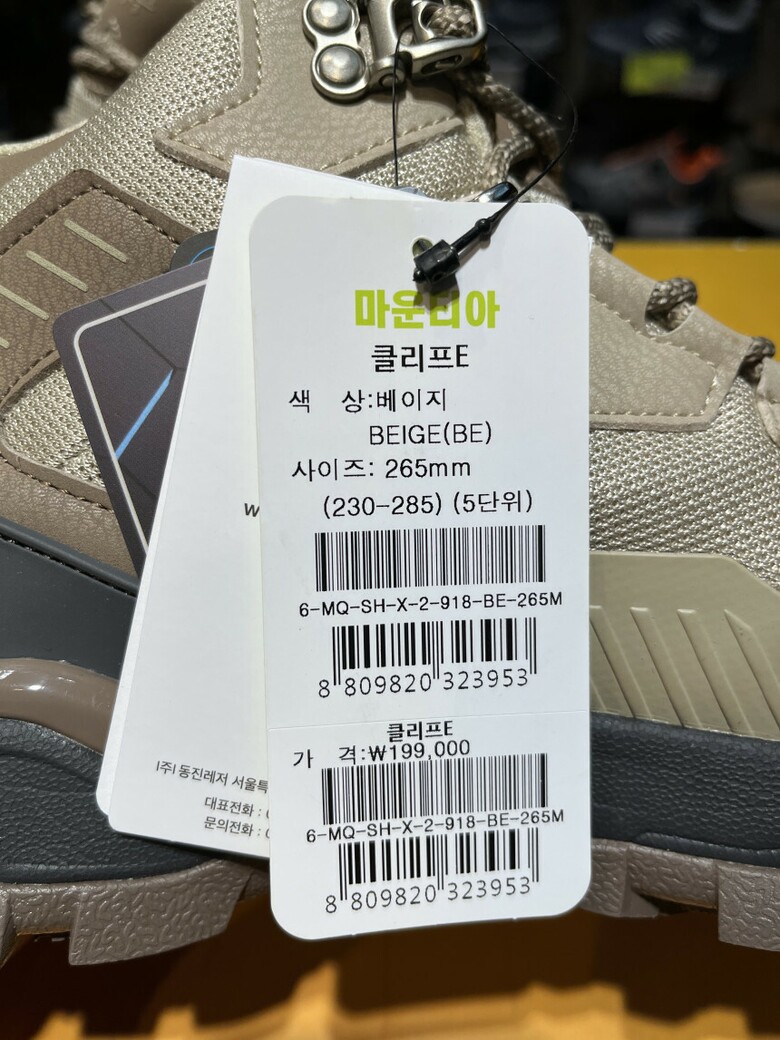 마운티아
클리프E
색 상:베이지
BEIGE(BE)
사이즈: 265mm
(230-285) (5단위)
6-MQ-SH-X-2-918-BE-265M
8 809820 323953
클리프E
가 격:₩199,000
6-MQ-SH-X-2-918-BE-265M
8 809820 323953
(주)동진레저 서울특
대표전화 :
문의전화 :